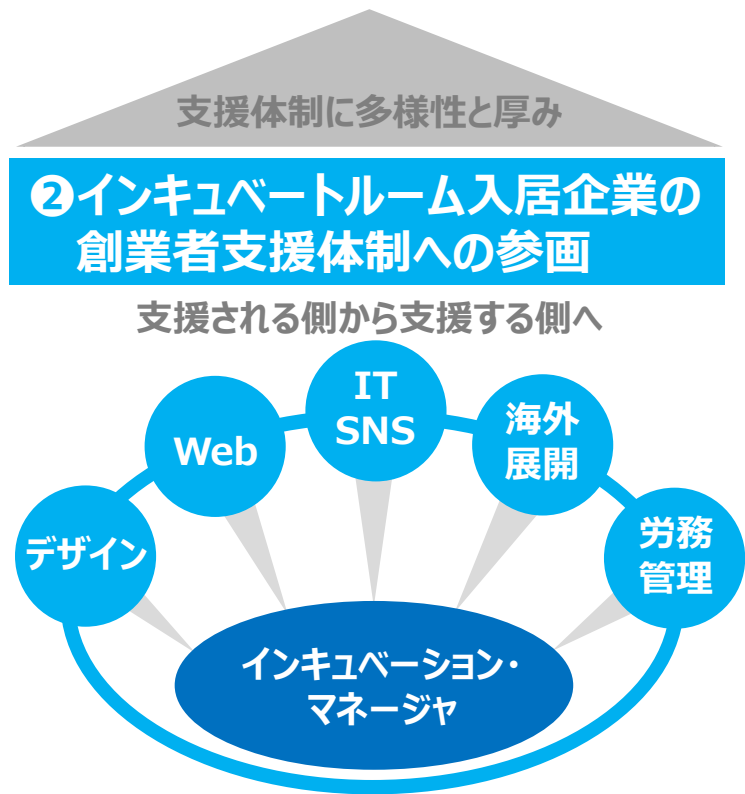 支援体制に多様性と厚み
❷インキュベートルーム入居企業の
創業者支援体制への参画
支援される側から支援する側へ
IT
SNS
Web
海外
展開
デザイン
労務
管理
インキュベーション・
マネージャ